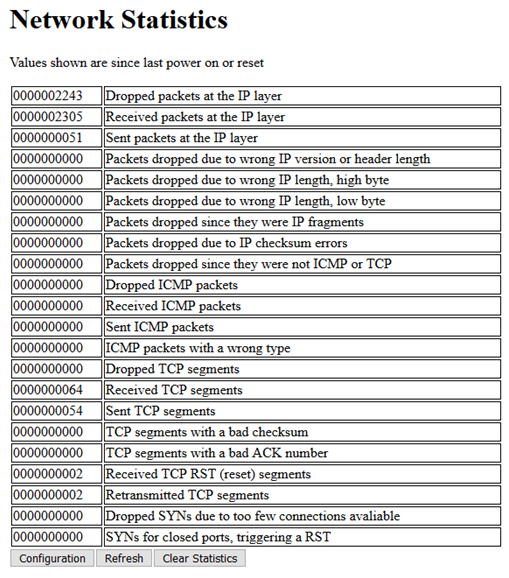 Network Statistics
Values shown are since last power on or reset
0000002243 Dropped packets at the IP layer
0000002305 Received packets at the IP layer
0000000051 Sent packets at the IP layer
0000000000 Packets dropped due to wrong IP version or header length
0000000000 Packets dropped due to wrong IP length, high byte
0000000000 Packets dropped due to wrong IP length, low byte
0000000000 Packets dropped since they were IP fragments
0000000000 Packets dropped due to IP checksum errors
0000000000 Packets dropped since they were not ICMP or TCP
0000000000 Dropped ICMP packets
0000000000 Received ICMP packets
0000000000 Sent ICMP packets
0000000000 ICMP packets with a wrong type
0000000000 Dropped TCP segments
0000000064 Received TCP segments
0000000054 Sent TCP segments
0000000000 TCP segments with a bad checksum
0000000000 TCP segments with a bad ACK number
0000000002 Received TCP RST (reset) segments
0000000002 Retransmitted TCP segments
0000000000 Dropped SYNs due to too few connections avaliable
0000000000 SYNs for closed ports, triggering a RST
Configuration Refresh Clear Statistics